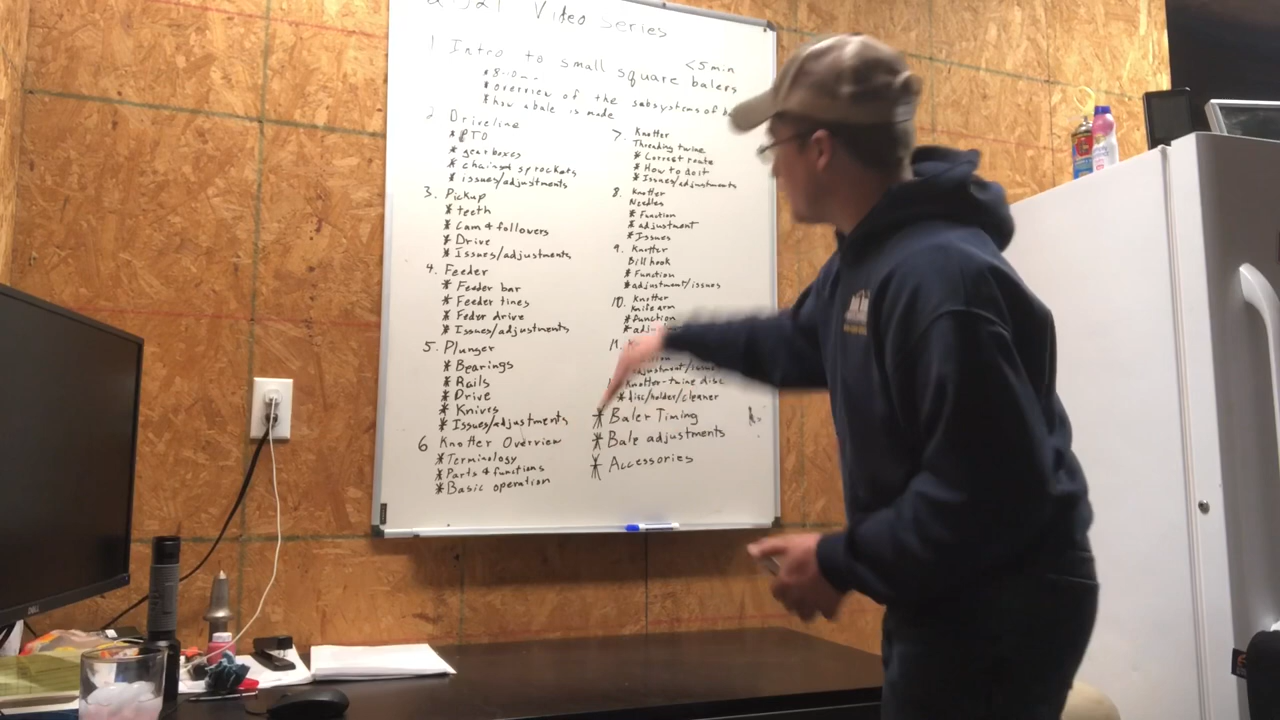 Video series
1 Intro to small square balers
<5 min
* overview of the subsystems of
* how a bale is made
2 Driveline
* PTO
* gear boxes
* chains sprockets
* issues/adjustments
3. Pickup
* teeth
* Cam & followers
* Drive
* Issues/adjustments
4. Feeder
* Feeder bar
* Feeder tines
* Feder drive
* Issues/adjustments
5. Plunger
* Bearings
* Rails
* Drive
* Knives
* Issues/adjustments
6 Knotter Overview
* Terminology
* Parts & functions
* Basic operation
7. Knotter
Threading twine
* Correct route
* How to do it
* Issues/adjustments
8. Knotter
Needles
* Function
* adjustment
* Issues
9. Knotter
Bill hook
* Function
* adjustment/issues
10. Knotter
Knife arm
* function
11.
Knotter-twine disc
* disc/holder/cleaner
* Baler Timing
* Bale adjustments
* Accessories
DELL